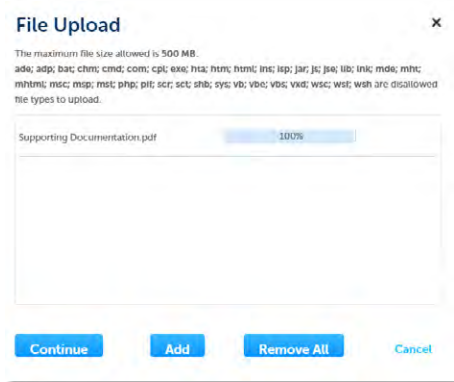 File Upload
×
The maximum file size allowed is 500 MB.
ade; adp; bat; chm; cmd; com; cpl; exe; hta; htm; html; ins; isp; jar; js; jse; lib; lnk; mde; mht;
mhtml; msc; msp; mst; php; pif; scr; sct; shb; sys; vb; vbe; vbs; vxd; wsc; wsf; wsh are disallowed
file types to upload.
Supporting Documentation.pdf 100%
Continue Add Remove All Cancel